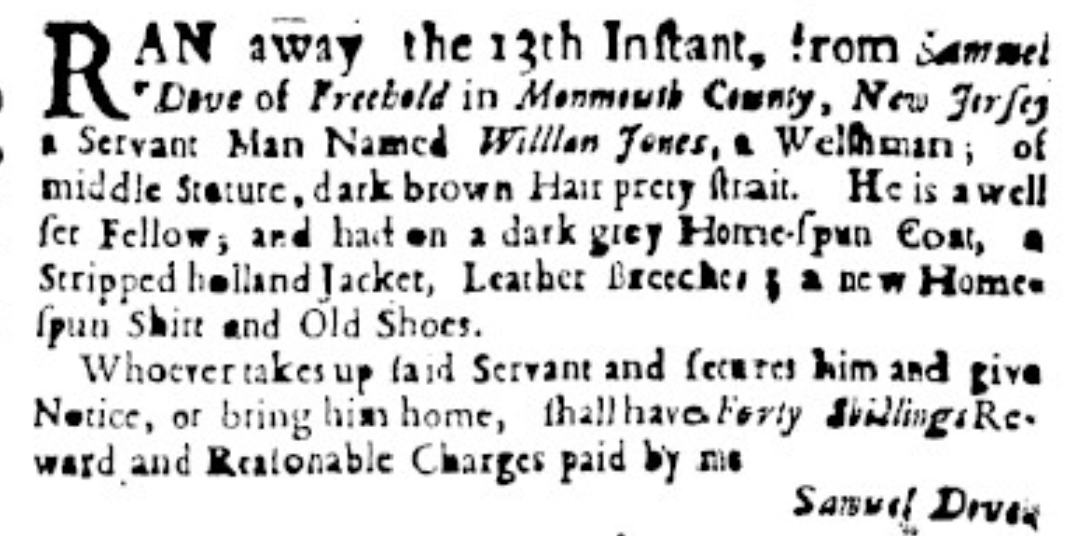 RAN away the 13th Inſtant, from Samuel
Dove of Freehold in Monmouth County, New Jerſey
a Servant Man Named Willian Jones, a Welſhman; of
middle Stature, dark brown Hair prety ſtrait. He is a well
ſet Fellow; and had on a dark grey Home-ſpun Coat, a
Stripped holland Jacket, Leather Breeches; a new Home-
ſpun Shirt and Old Shoes.
Whoever takes up ſaid Servant and ſecures him and give
Notice, or bring him home, ſhall have Forty Shillings Re-
ward and Reaſonable Charges paid by me
Samuel